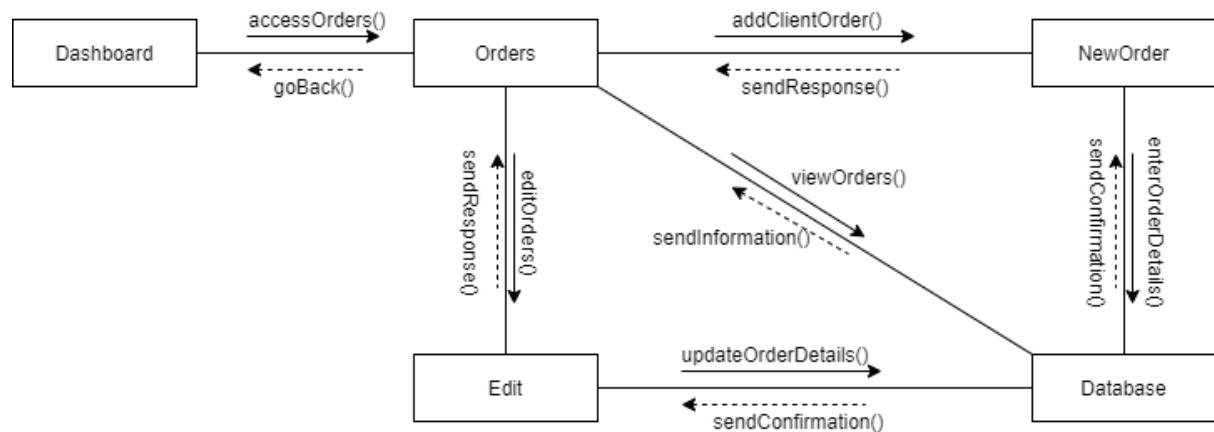 accessOrders()
addClientOrder()
Dashboard
Orders
NewOrder
goBack()
sendResponse()
sendResponse()
editOrders()
viewOrders()
sendInformation()
sendConfirmation()
enterOrderDetails()
updateOrderDetails()
Edit
Database
sendConfirmation()